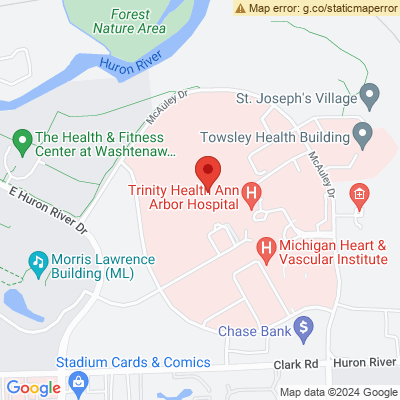 Map error: g.co/staticmaperror
Forest
Nature Area
Huron River
McAuley Dr
St. Joseph's Village
Towsley Health Building
The Health & Fitness
Center at Washtenaw...
McAuley Dr
Trinity Health Ann
Arbor Hospital
E Huron River Dr
Morris Lawrence
Building (ML)
Michigan Heart &
Vascular Institute
Chase Bank
Stadium Cards & Comics
Clark Rd
Huron River
Google
Map data ©2024 Google